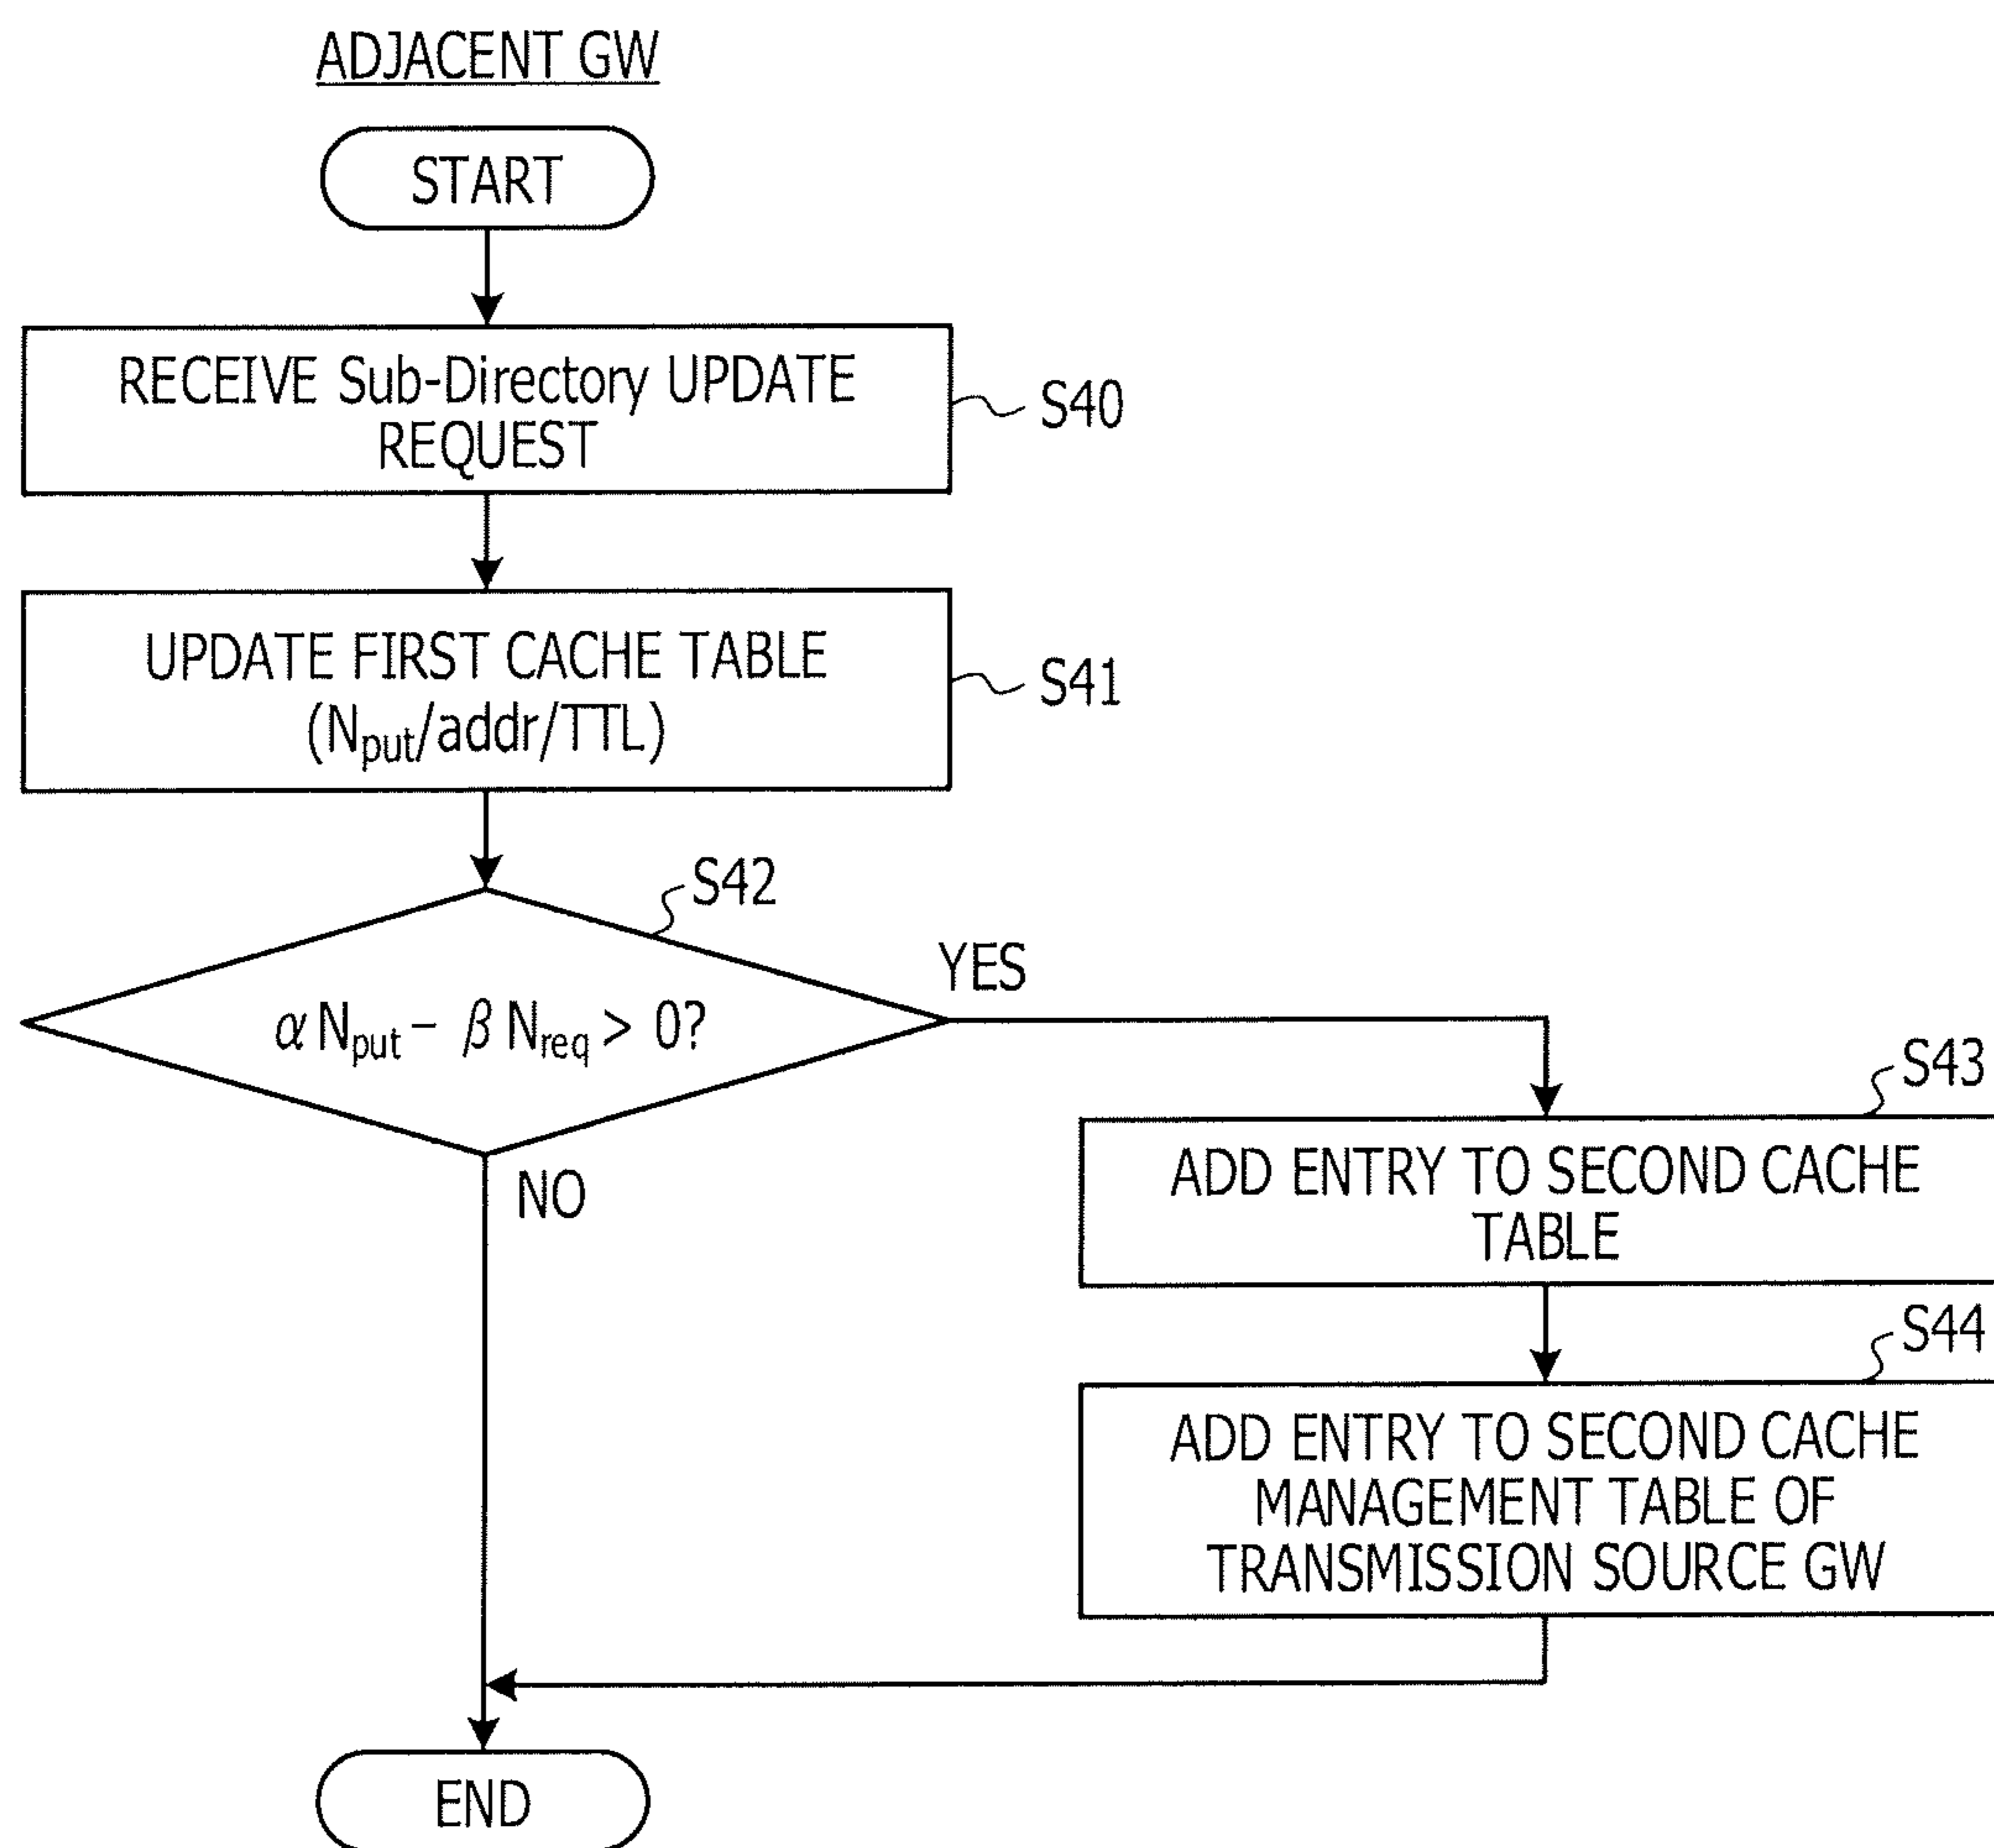 ADJACENT GW
START
RECEIVE Sub-Directory UPDATE
REQUEST
S40
UPDATE FIRST CACHE TABLE
(Nput/addr/TTL)
S41
S42
α Nput − β Nreq > 0?
YES
NO
S43
ADD ENTRY TO SECOND CACHE
TABLE
S44
ADD ENTRY TO SECOND CACHE
MANAGEMENT TABLE OF
TRANSMISSION SOURCE GW
END